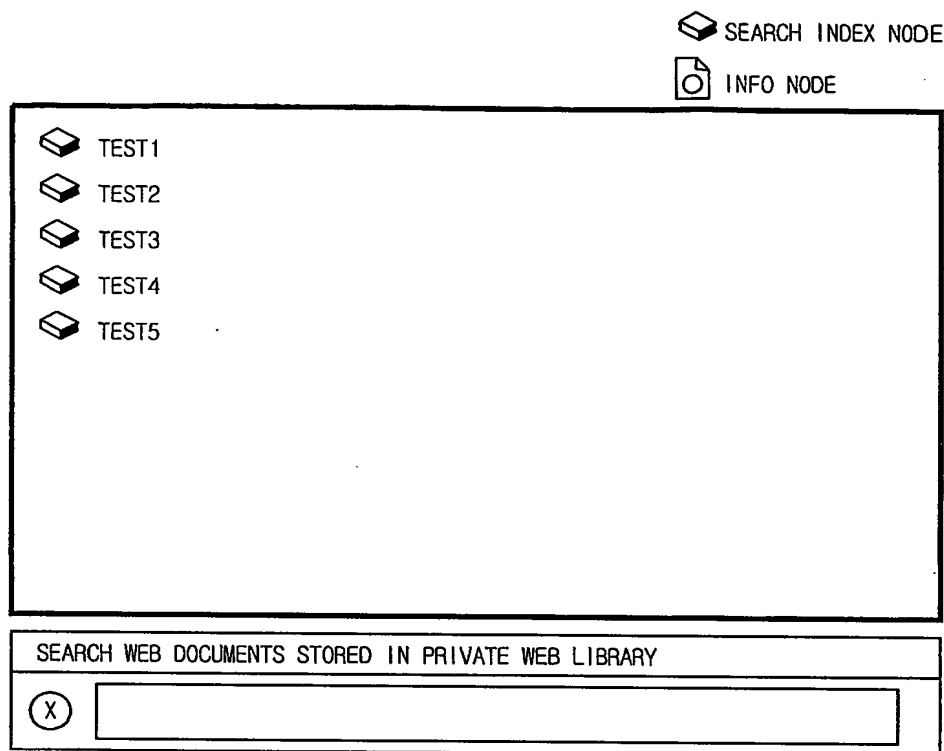 SEARCH INDEX NODE
INFO NODE
TEST1
TEST2
TEST3
TEST4
TEST5
SEARCH WEB DOCUMENTS STORED IN PRIVATE WEB LIBRARY
X